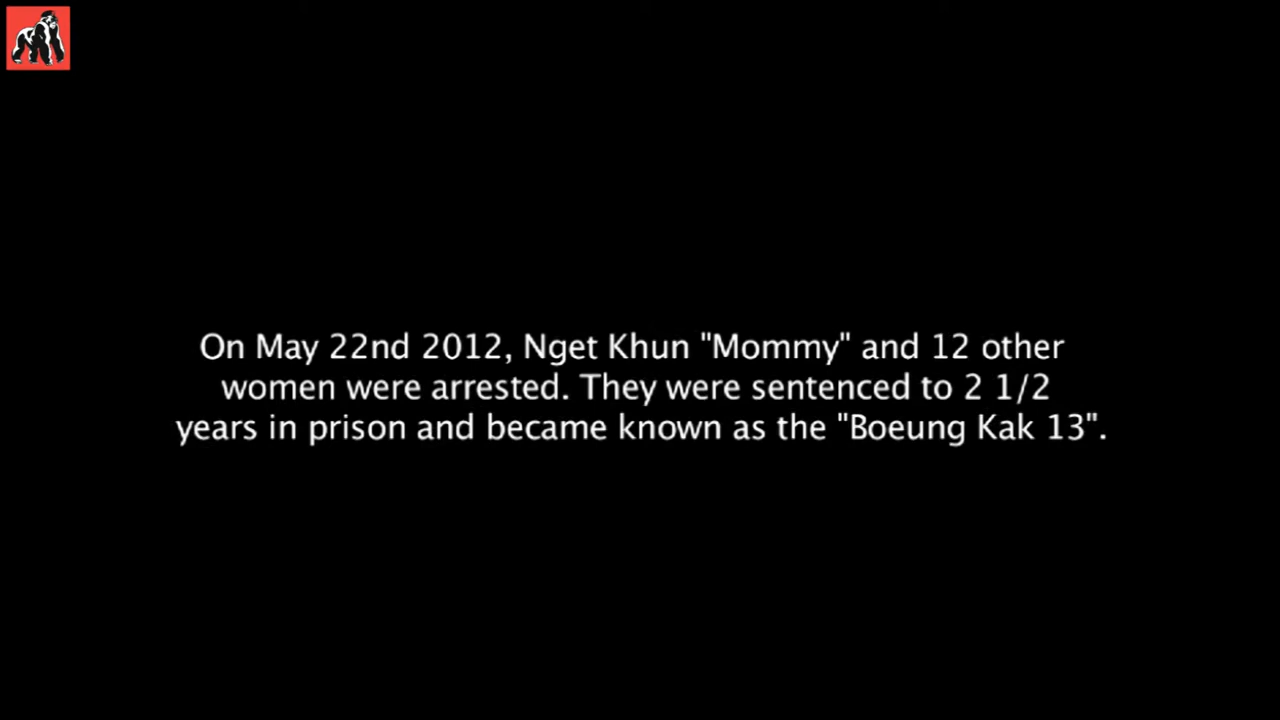 On May 22nd 2012, Nget Khun "Mommy" and 12 other
women were arrested. They were sentenced to 2 1/2
years in prison and became known as the "Boeung Kak 13".